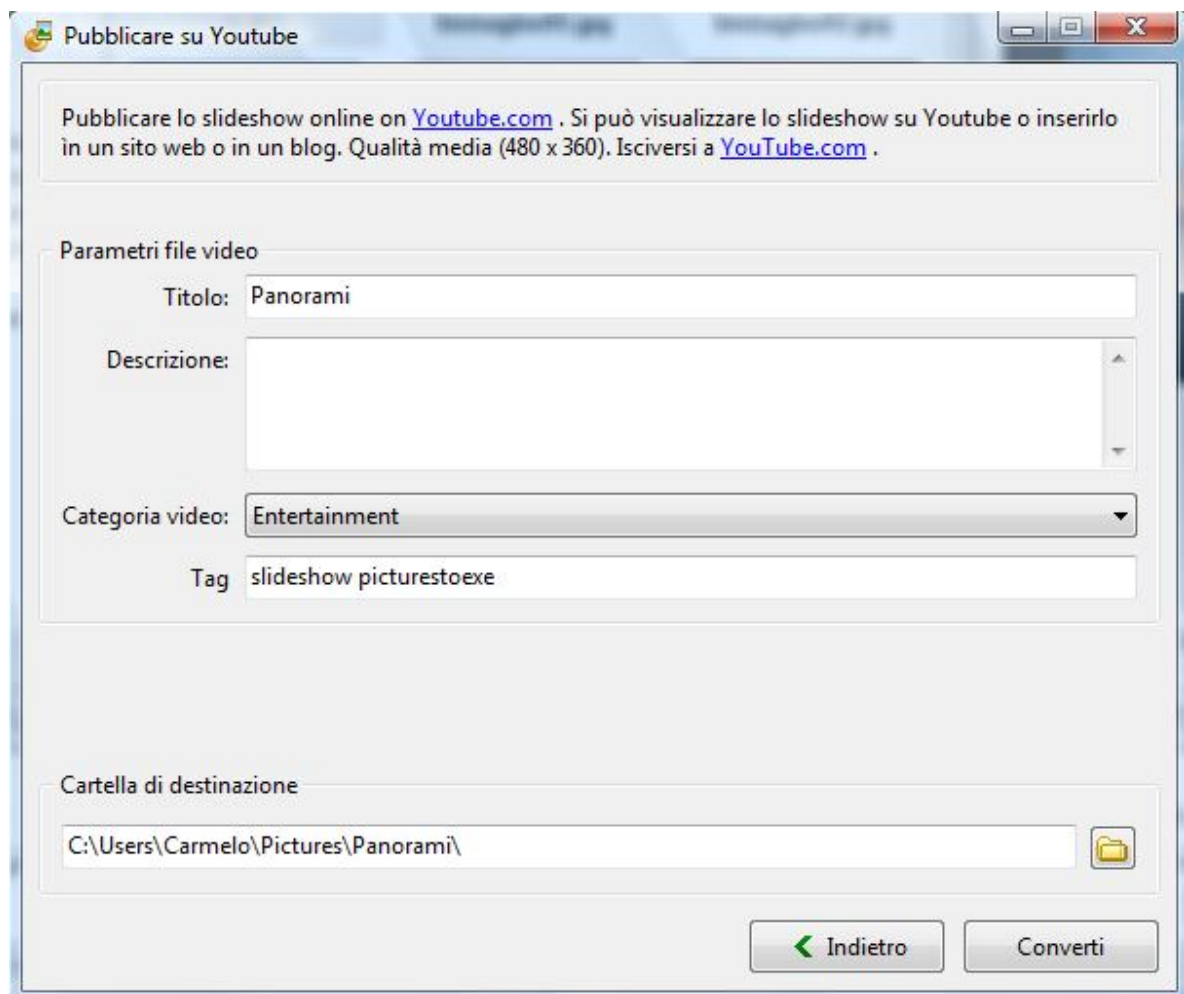 Pubblicare su Youtube
Pubblicare lo slideshow online on Youtube.com . Si può visualizzare lo slideshow su Youtube o inserirlo
in un sito web o in un blog. Qualità media (480 x 360). Isciversi a YouTube.com .
Parametri file video
Titolo: Panorami
Descrizione:
Categoria video: Entertainment
Tag slideshow picturestoexe
Cartella di destinazione
C:\Users\Carmelo\Pictures\Panorami\
Indietro Converti